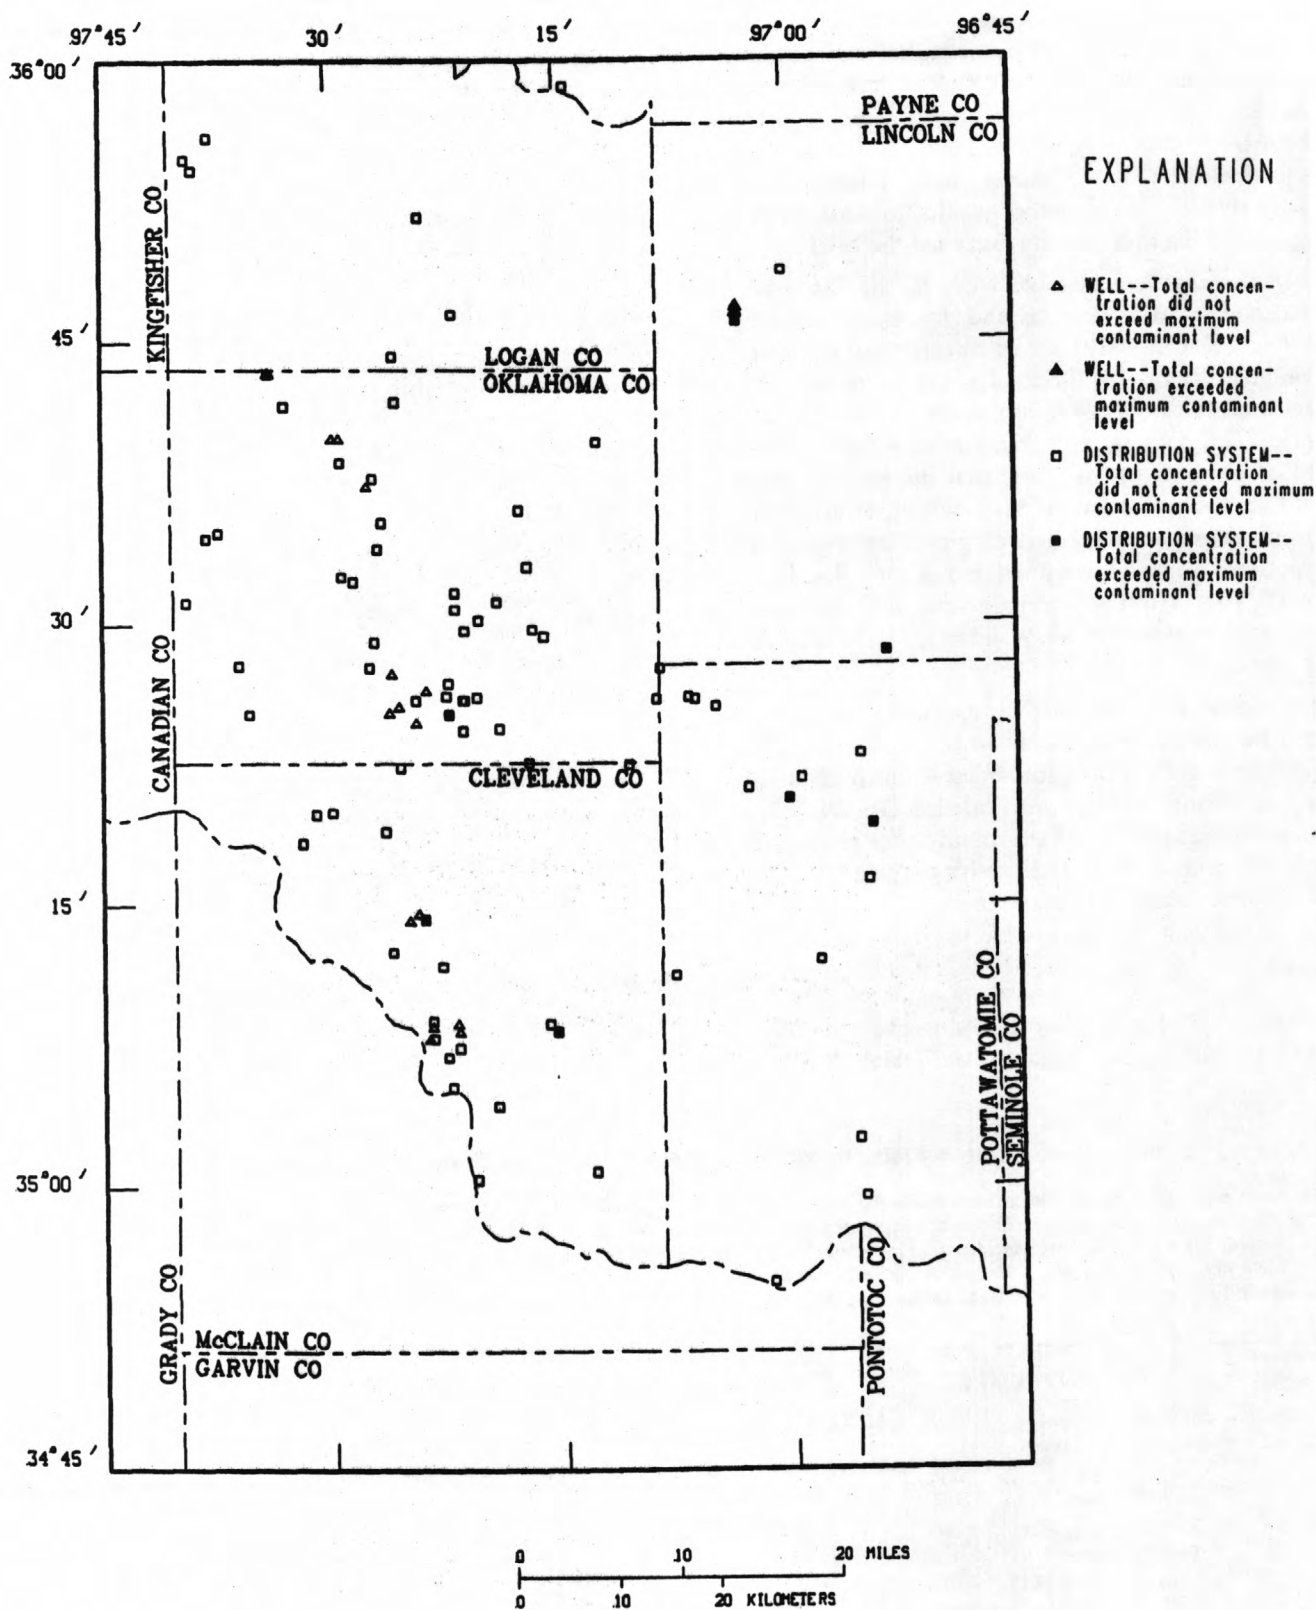 97°45′ 30′ 15′ 97°00′ 96°45′
36°00′
PAYNE CO
LINCOLN CO
KINGFISHER CO
45′
LOGAN CO
OKLAHOMA CO
30′
CANADIAN CO
CLEVELAND CO
15′
POTTAWATOMIE CO
SEMINOLE CO
35°00′
GRADY CO
McCLAIN CO
GARVIN CO
PONTOTOC CO
34°45′
0 10 20 MILES
0 10 20 KILOMETERS
EXPLANATION
WELL--Total concen-
tration did not
exceed maximum
contaminant level
WELL--Total concen-
tration exceeded
maximum contaminant
level
DISTRIBUTION SYSTEM--
Total concentration
did not exceed maximum
contaminant level
DISTRIBUTION SYSTEM--
Total concentration
exceeded maximum
contaminant level